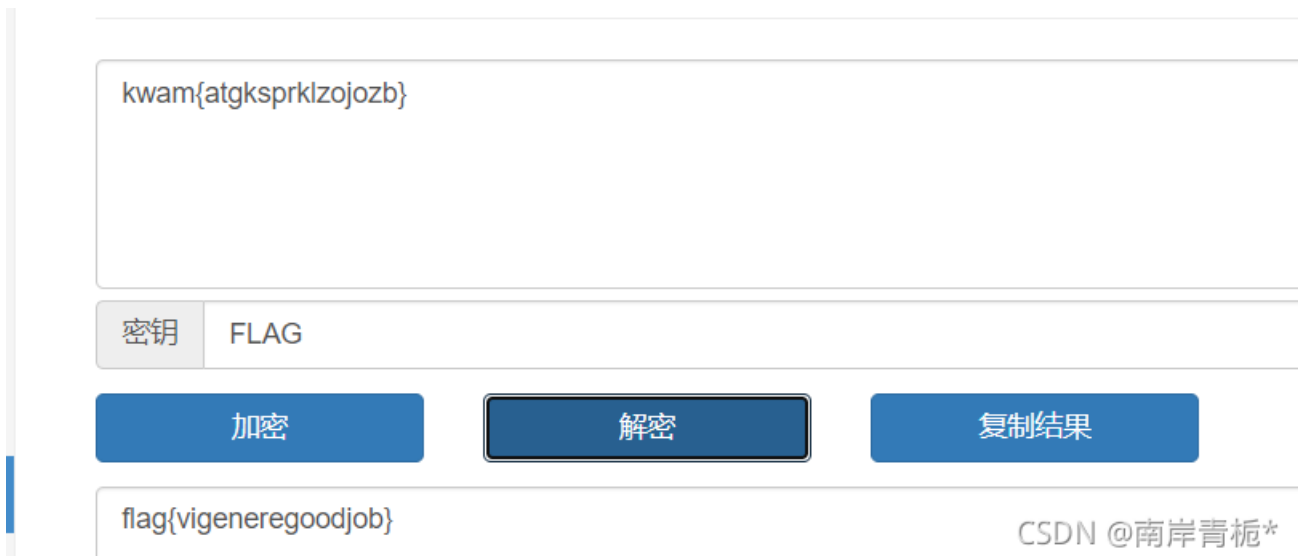 kwam{atgksprklzojozb}
密钥 FLAG
加密 解密 复制结果
flag{vigeneregoodjob}
CSDN @南岸青栀*